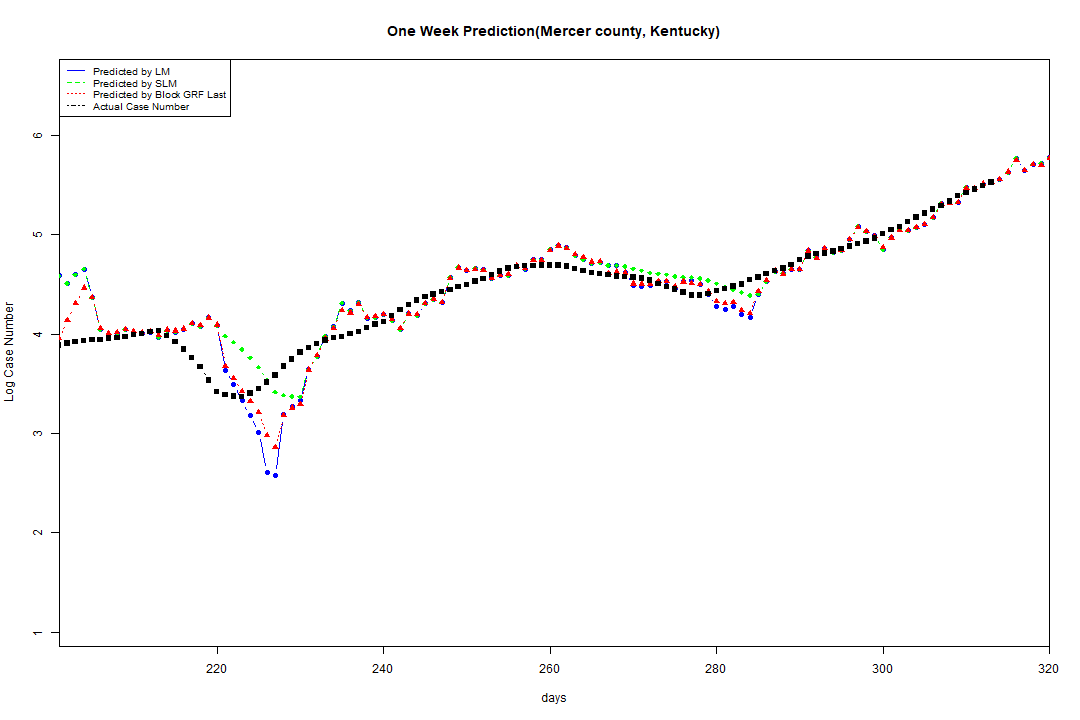 One Week Prediction(Mercer county, Kentucky)
Predicted by LM
Predicted by SLM
Predicted by Block GRF Last
Actual Case Number
6
5
4
3
2
1
Log Case Number
220 240 260 280 300 320
days